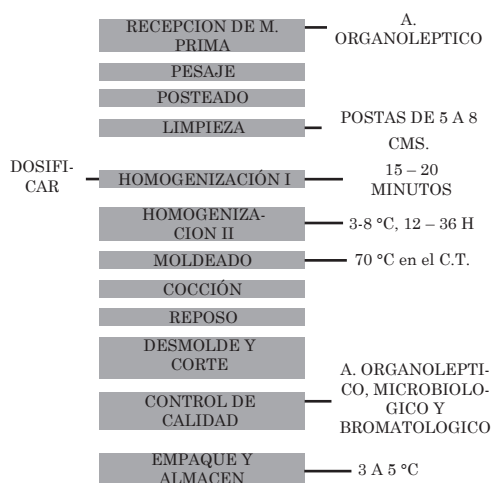 RECEPCION DE M.
PRIMA
A.
ORGANOLEPTICO
PESAJE
POSTEADO
LIMPIEZA
POSTAS DE 5 A 8
CMS.
DOSIFI-
CAR
HOMOGENIZACIÓN I
15 – 20
MINUTOS
HOMOGENIZA-
CION II
3-8 °C, 12 – 36 H
MOLDEADO
70 °C en el C.T.
COCCIÓN
REPOSO
DESMOLDE Y
CORTE
CONTROL DE
CALIDAD
A. ORGANOLEPTI-
CO, MICROBIOLO-
GICO Y
BROMATOLOGICO
EMPAQUE Y
ALMACEN
3 A 5 °C